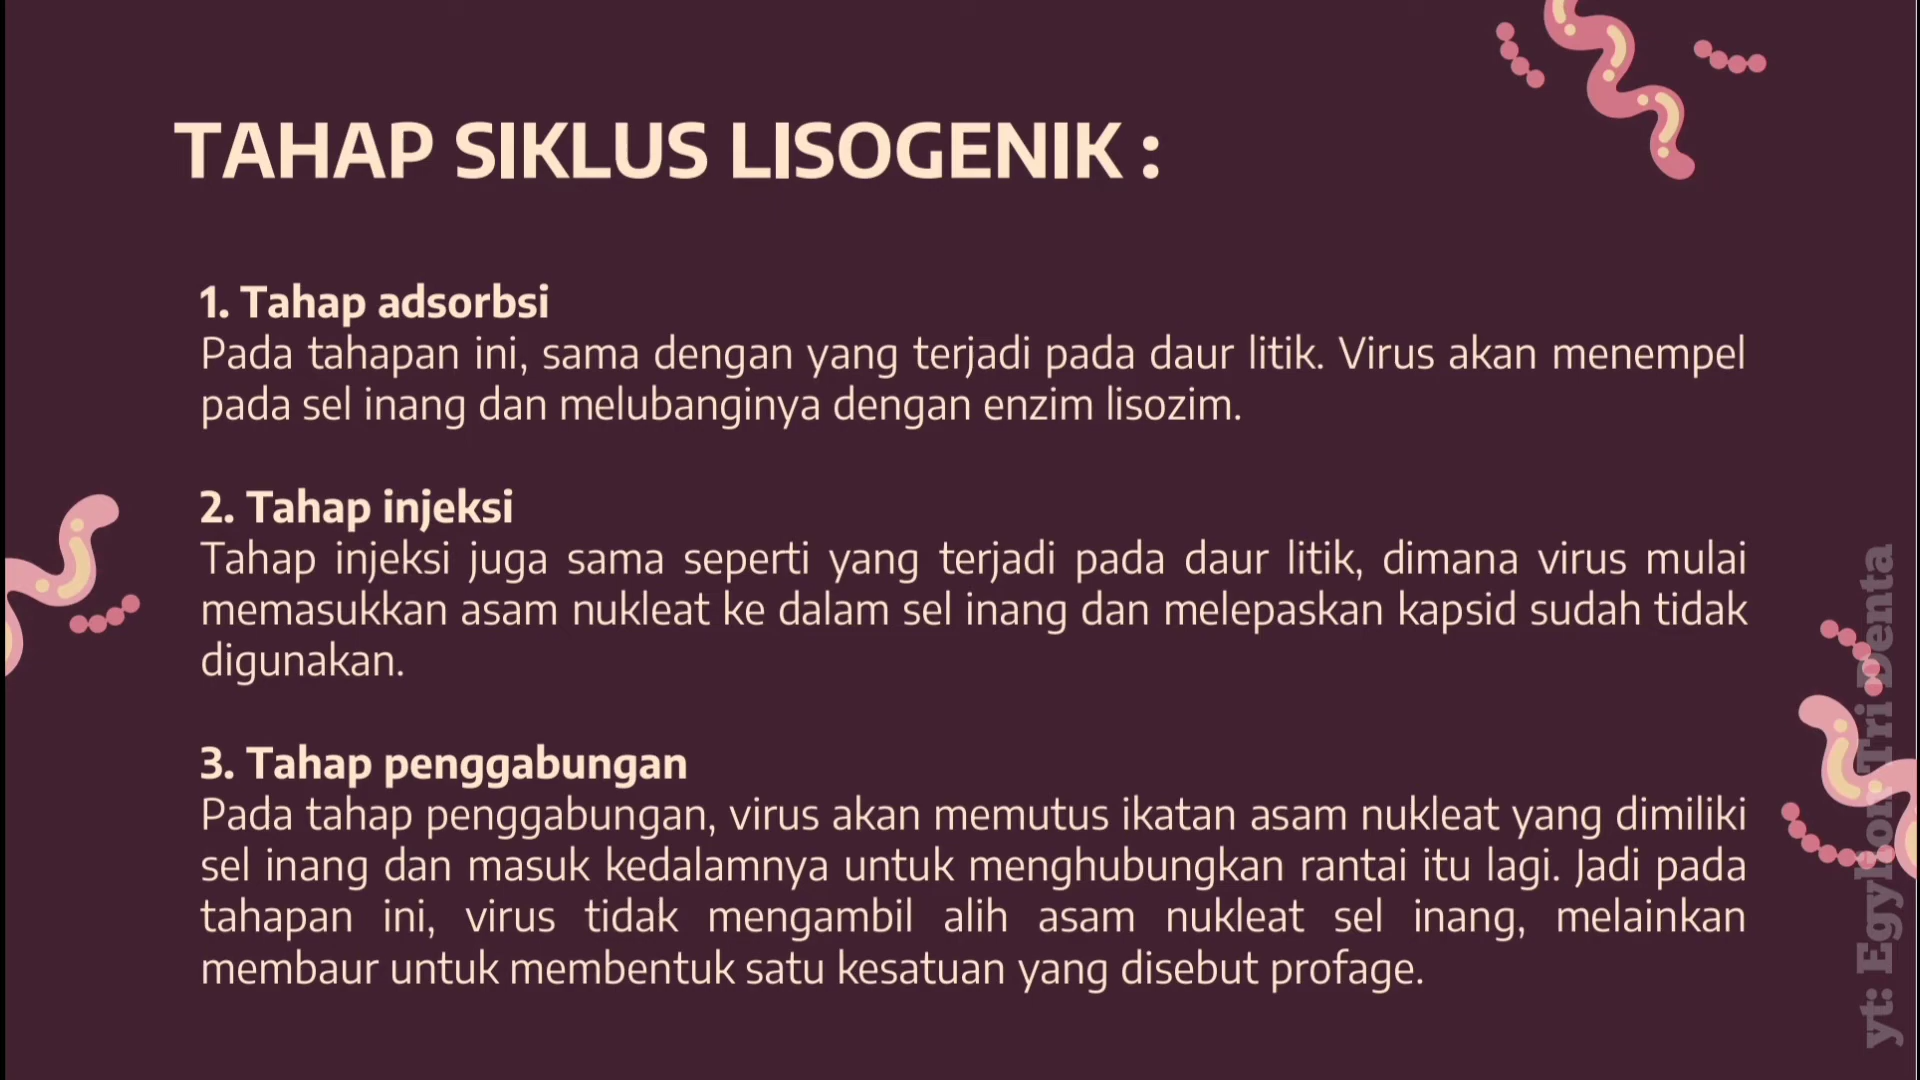 TAHAP SIKLUS LISOGENIK :
1. Tahap adsorbsi
Pada tahapan ini, sama dengan yang terjadi pada daur litik. Virus akan menempel
pada sel inang dan melubanginya dengan enzim lisozim.
2. Tahap injeksi
Tahap injeksi juga sama seperti yang terjadi pada daur litik, dimana virus mulai
memasukkan asam nukleat ke dalam sel inang dan melepaskan kapsid sudah tidak
digunakan.
3. Tahap penggabungan
Pada tahap penggabungan, virus akan memutus ikatan asam nukleat yang dimiliki
sel inang dan masuk kedalamnya untuk menghubungkan rantai itu lagi. Jadi pada
tahapan ini, virus tidak mengambil alih asam nukleat sel inang, melainkan
membaur untuk membentuk satu kesatuan yang disebut profage.
yt: Egylon Tri Denta